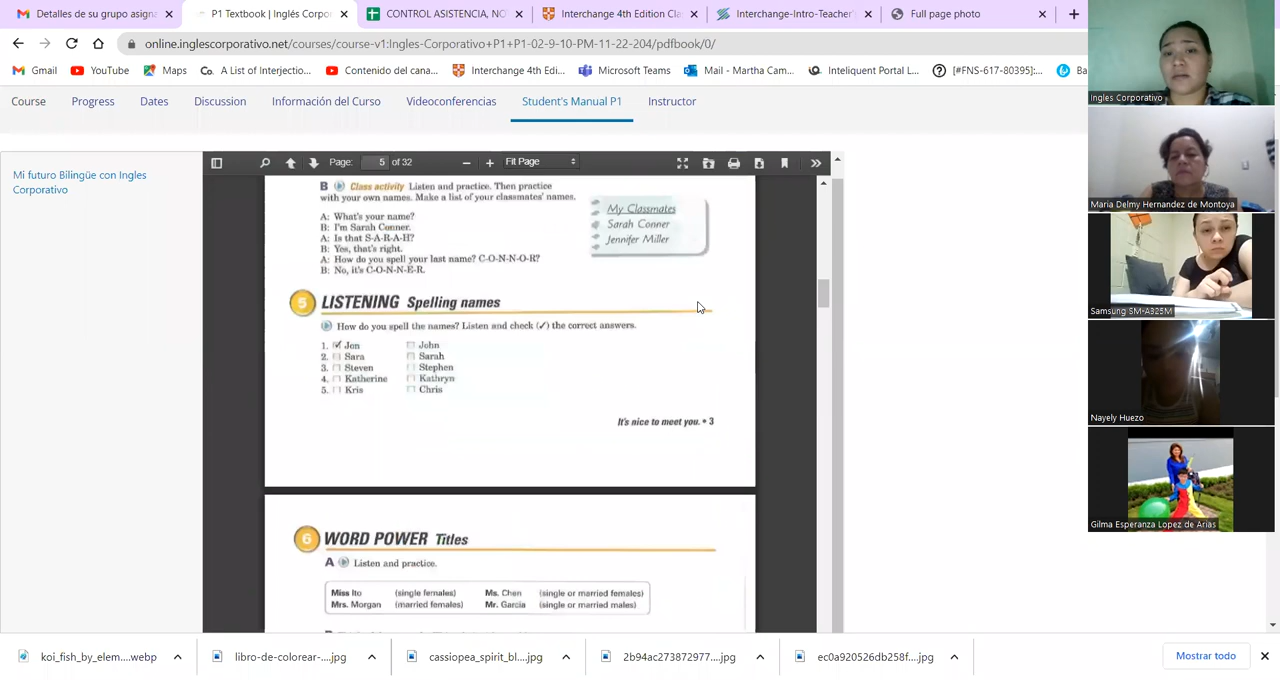 Detalles de su grupo asigna
P1 Textbook | Inglés Corpo
CONTROL ASISTENCIA, NO
Interchange 4th Edition Cla
Interchange-Intro-Teacher'
Full page photo
online.inglescorporativo.net/courses/course-v1:Ingles-Corporativo+P1+P1-02-9-10-PM-11-22-204/pdfbook/0/
Gmail
YouTube
Maps
A List of Interjectio...
Contenido del cana...
Interchange 4th Edi...
Microsoft Teams
Mail - Martha Cam...
Inteliquent Portal L...
[#FNS-617-80395]:...
Ba
Course
Progress
Dates
Discussion
Información del Curso
Videoconferencias
Student's Manual P1
Instructor
Mi futuro Bilingüe con Ingles
Corporativo
Page: 5 of 32
Fit Page
B Class activity Listen and practice. Then practice
with your own names. Make a list of your classmates' names.
A: What's your name?
B: I'm Sarah Conner.
A: Is that S-A-R-A-H?
B: Yes, that's right.
A: How do you spell your last name? C-O-N-N-O-R?
B: No, it's C-O-N-N-E-R.
My Classmates
Sarah Conner
Jennifer Miller
5 LISTENING Spelling names
How do you spell the names? Listen and check (✓) the correct answers.
1. ✓ Jon John
2. Sara Sarah
3. Steven Stephen
4. Katherine Kathryn
5. Kris Chris
It's nice to meet you. • 3
6 WORD POWER Titles
A Listen and practice.
Miss Ito (single females) Ms. Chen (single or married females)
Mrs. Morgan (married females) Mr. Garcia (single or married males)
Ingles Corporativo
Maria Delmy Hernandez de Montoya
Samsung SM-A325M
Nayely Huezo
Gilma Esperanza Lopez de Arias
koi_fish_by_elem....webp
libro-de-colorear-....jpg
cassiopea_spirit_bl....jpg
2b94ac273872977....jpg
ec0a920526db258f....jpg
Mostrar todo